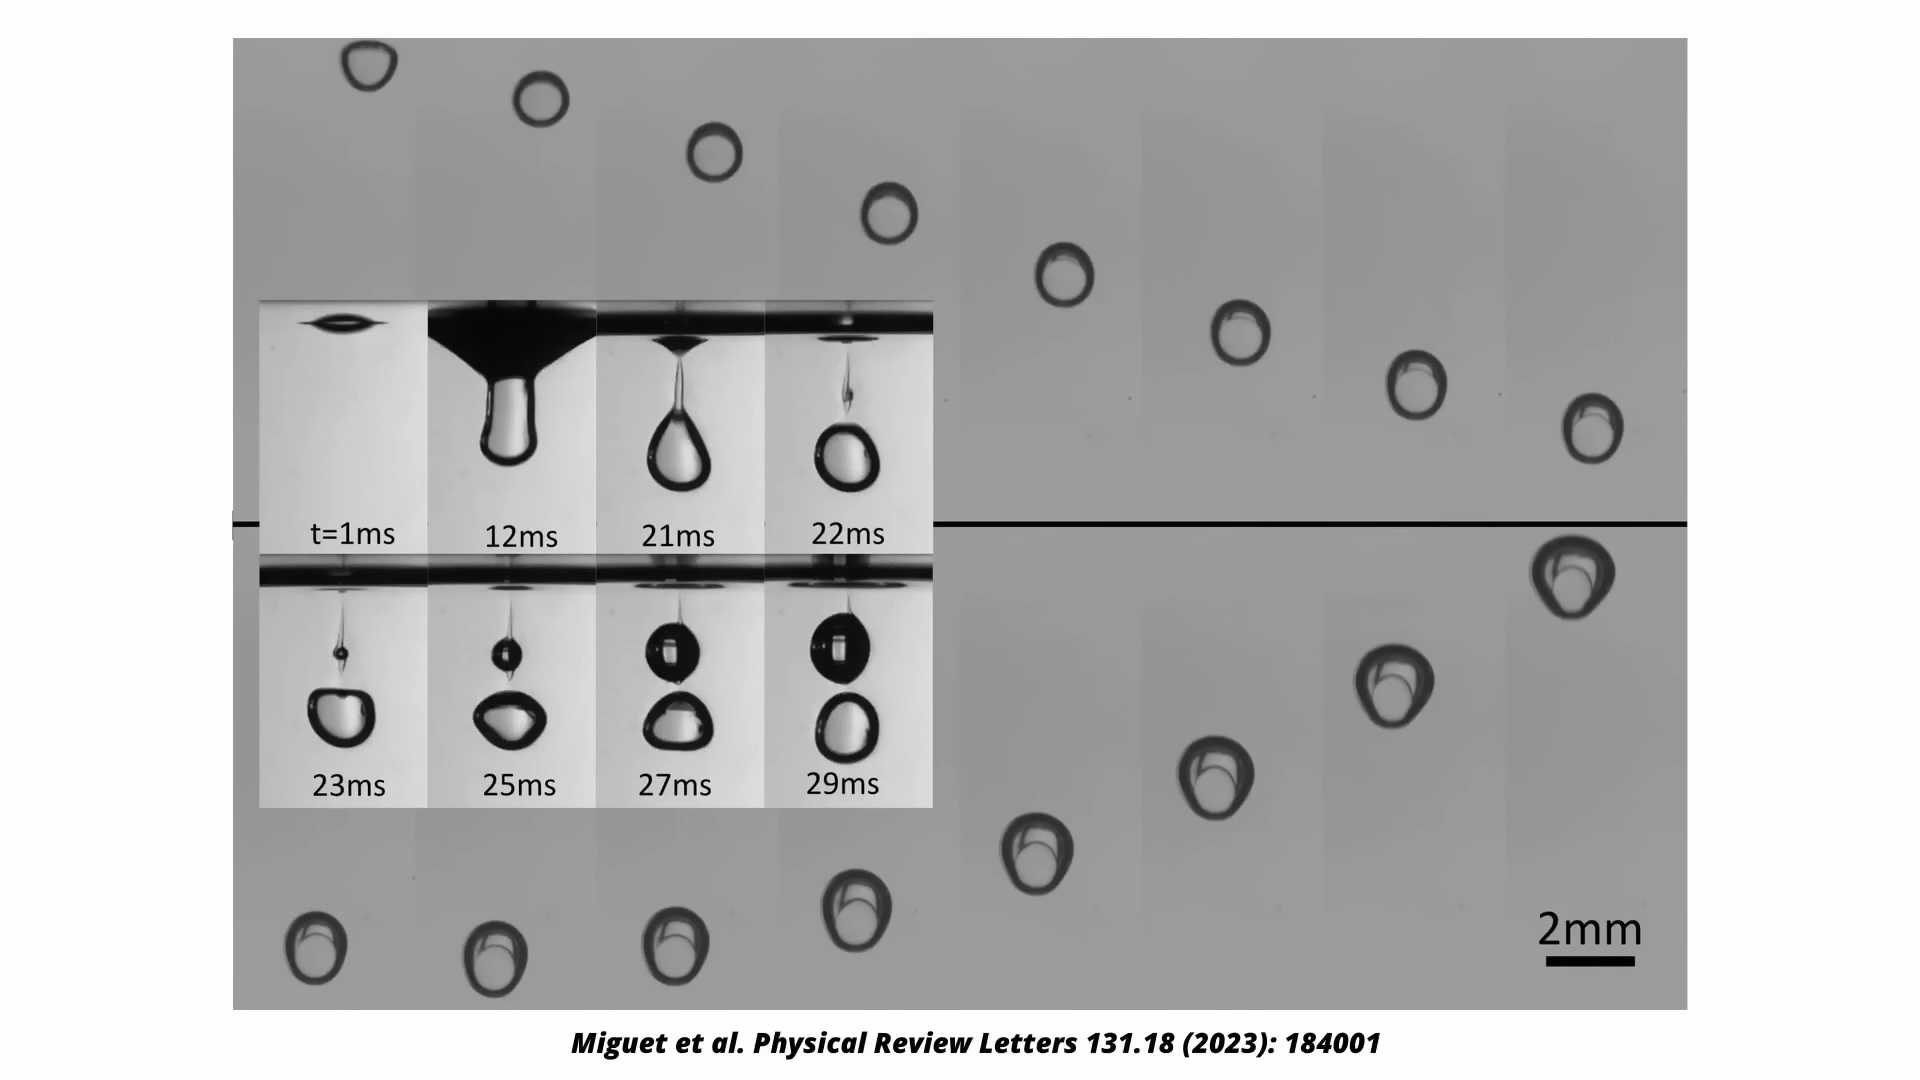 t=1ms
12ms
21ms
22ms
23ms
25ms
27ms
29ms
2mm
Miguet et al. Physical Review Letters 131.18 (2023): 184001